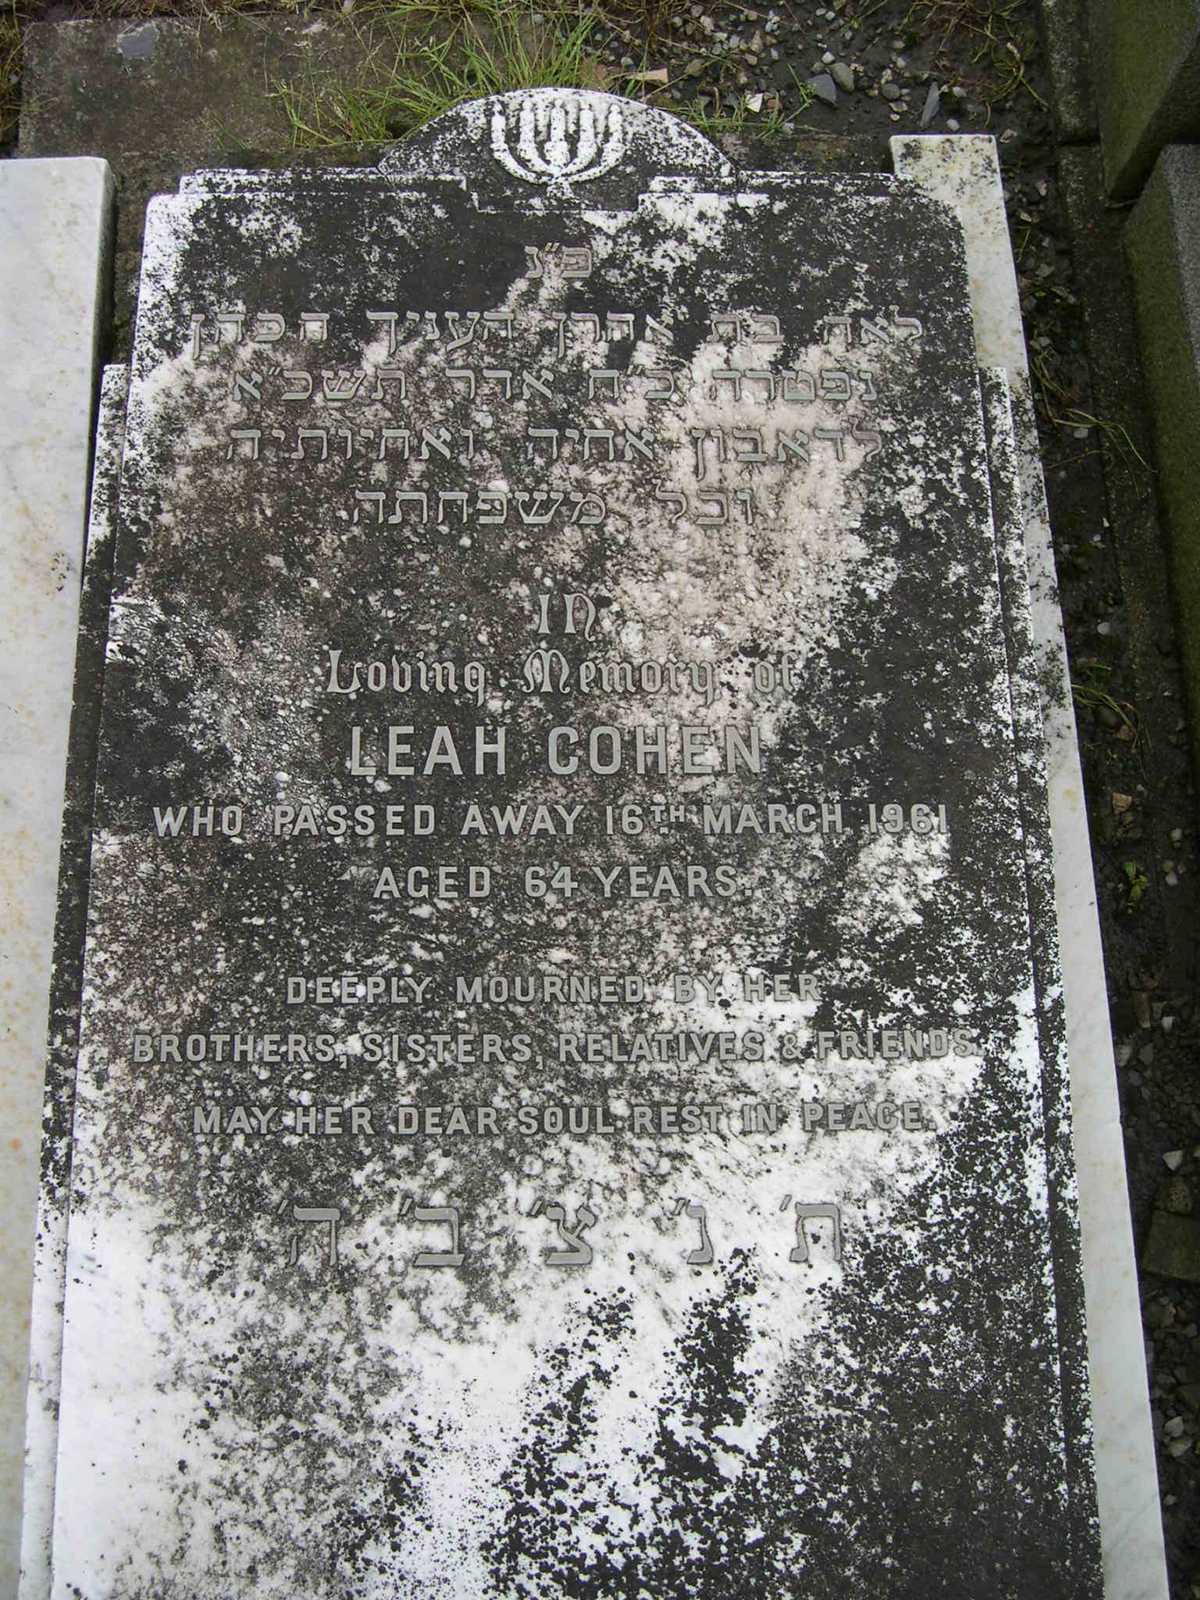 פ"נ
לאה בת אהרן העניך הכהן
נפטרה כ"ח אדר תשכ"א
לדאבון אחיה ואחיותיה
וכל משפחתה
In
Loving Memory of
LEAH COHEN
WHO PASSED AWAY 16TH MARCH 1961
AGED 64 YEARS.
DEEPLY MOURNED BY HER
BROTHERS, SISTERS, RELATIVES & FRIENDS.
MAY HER DEAR SOUL REST IN PEACE.
ת' נ' צ' ב' ה'